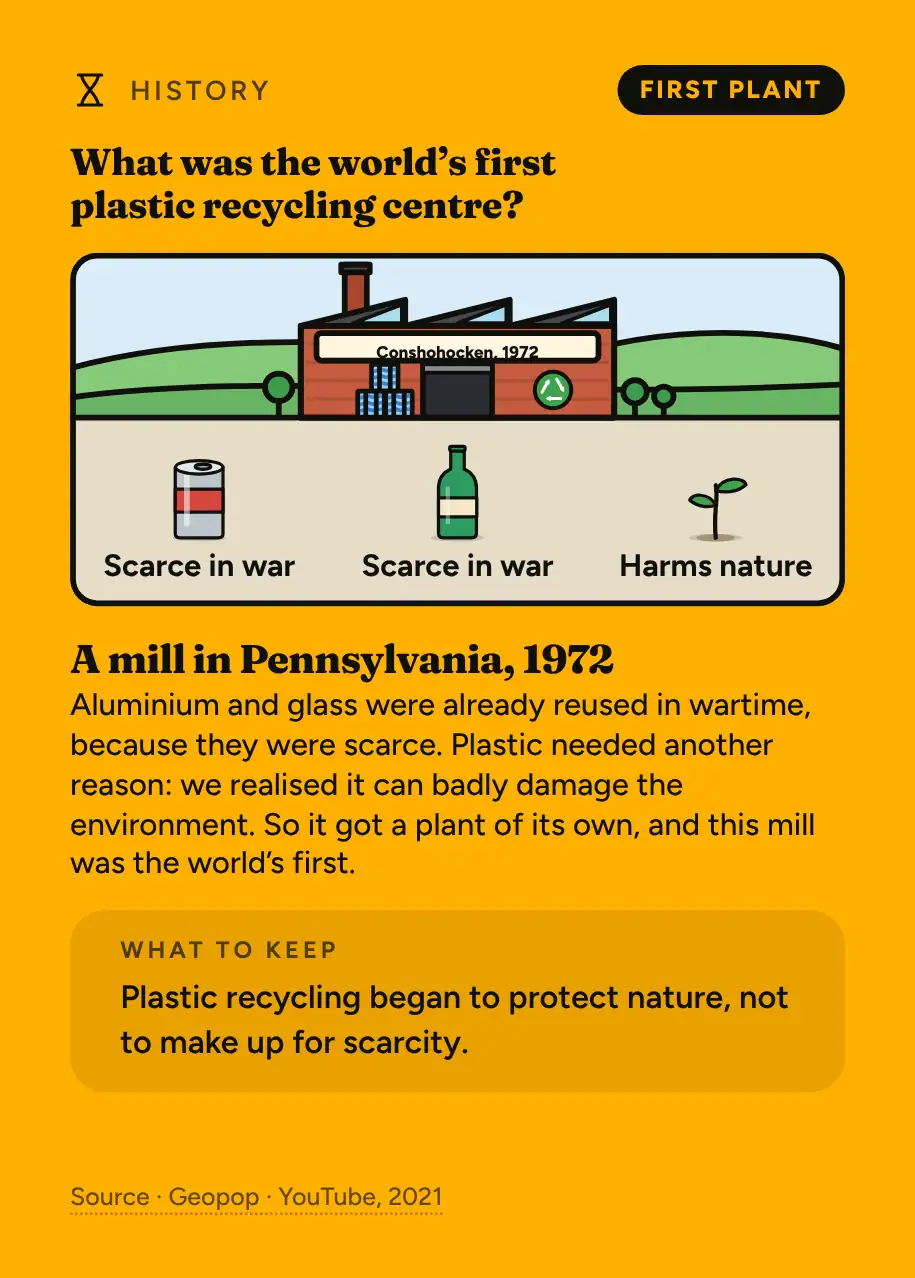 HISTORY
FIRST PLANT
What was the world’s first
plastic recycling centre?
Conshohocken, 1972
Scarce in war
Scarce in war
Harms nature
A mill in Pennsylvania, 1972
Aluminium and glass were already reused in wartime,
because they were scarce. Plastic needed another
reason: we realised it can badly damage the
environment. So it got a plant of its own, and this mill
was the world’s first.
WHAT TO KEEP
Plastic recycling began to protect nature, not
to make up for scarcity.
Source · Geopop · YouTube, 2021